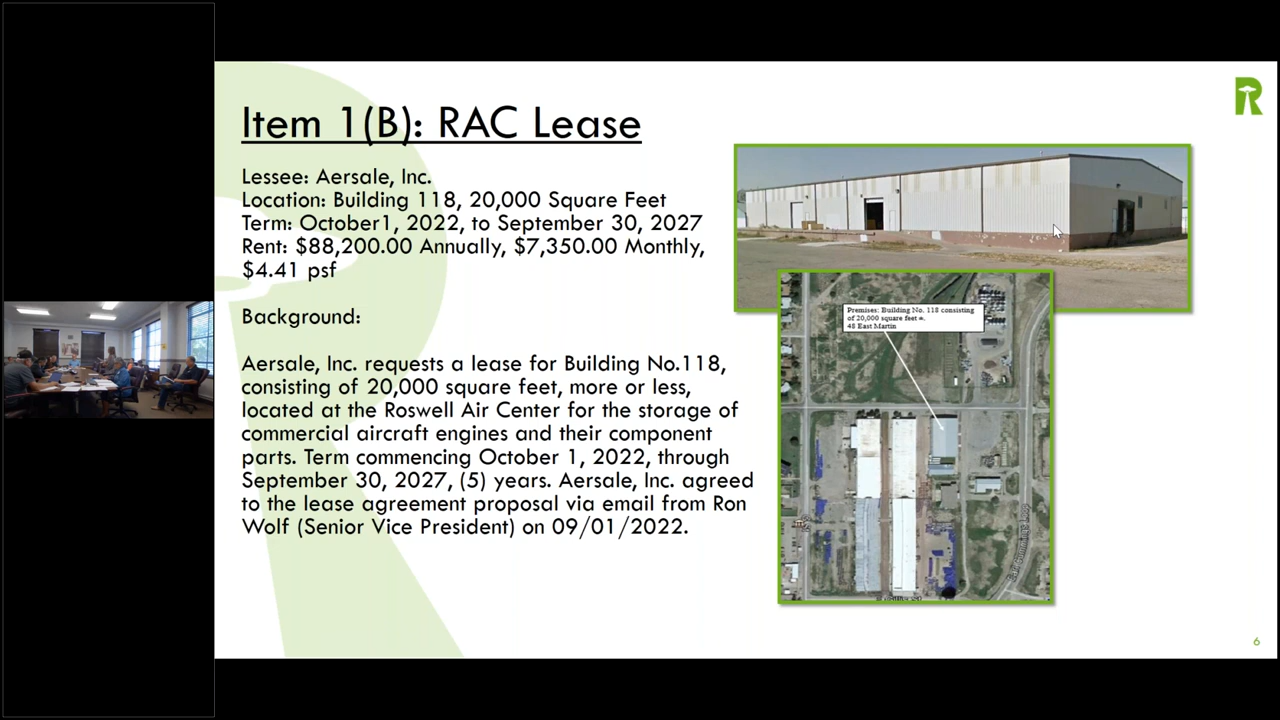 Item 1(B): RAC Lease
Lessee: Aersale, Inc.
Location: Building 118, 20,000 Square Feet
Term: October1, 2022, to September 30, 2027
Rent: $88,200.00 Annually, $7,350.00 Monthly,
$4.41 psf
Background:
Aersale, Inc. requests a lease for Building No.118,
consisting of 20,000 square feet, more or less,
located at the Roswell Air Center for the storage of
commercial aircraft engines and their component
parts. Term commencing October 1, 2022, through
September 30, 2027, (5) years. Aersale, Inc. agreed
to the lease agreement proposal via email from Ron
Wolf (Senior Vice President) on 09/01/2022.
R
Premises: Building No. 118 consisting
of 20,000 square feet ±.
48 East Martin
6